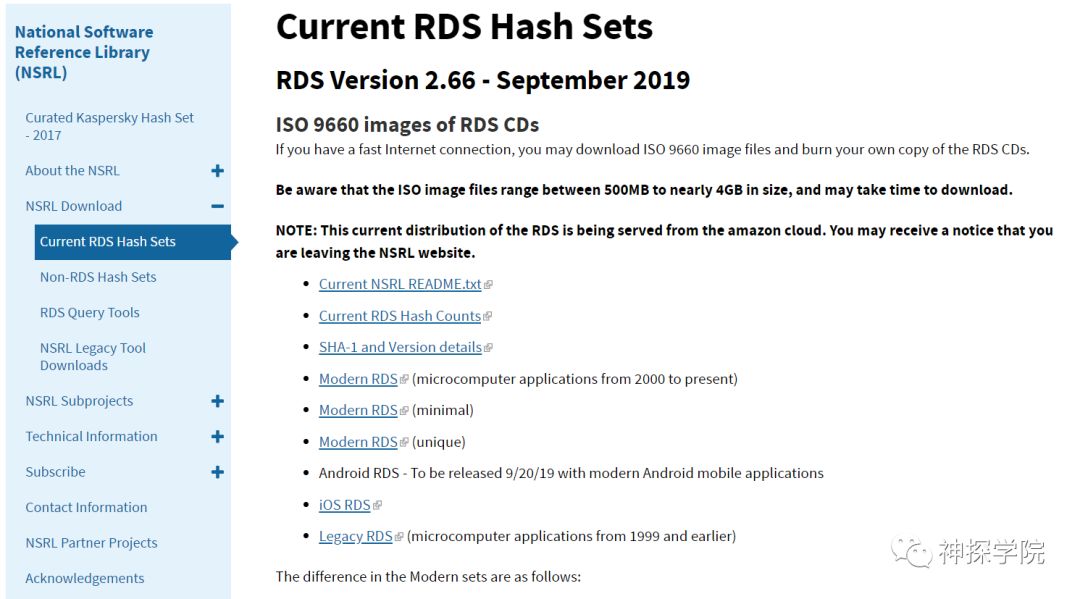 National Software
Reference Library
(NSRL)
Curated Kaspersky Hash Set
- 2017
About the NSRL +
NSRL Download −
Current RDS Hash Sets
Non-RDS Hash Sets
RDS Query Tools
NSRL Legacy Tool
Downloads
NSRL Subprojects +
Technical Information +
Subscribe +
Contact Information
NSRL Partner Projects
Acknowledgements
Current RDS Hash Sets
RDS Version 2.66 - September 2019
ISO 9660 images of RDS CDs
If you have a fast Internet connection, you may download ISO 9660 image files and burn your own copy of the RDS CDs.
Be aware that the ISO image files range between 500MB to nearly 4GB in size, and may take time to download.
NOTE: This current distribution of the RDS is being served from the amazon cloud. You may receive a notice that you
are leaving the NSRL website.
• Current NSRL README.txt
• Current RDS Hash Counts
• SHA-1 and Version details
• Modern RDS (microcomputer applications from 2000 to present)
• Modern RDS (minimal)
• Modern RDS (unique)
• Android RDS - To be released 9/20/19 with modern Android mobile applications
• iOS RDS
• Legacy RDS (microcomputer applications from 1999 and earlier)
The difference in the Modern sets are as follows:
神探学院